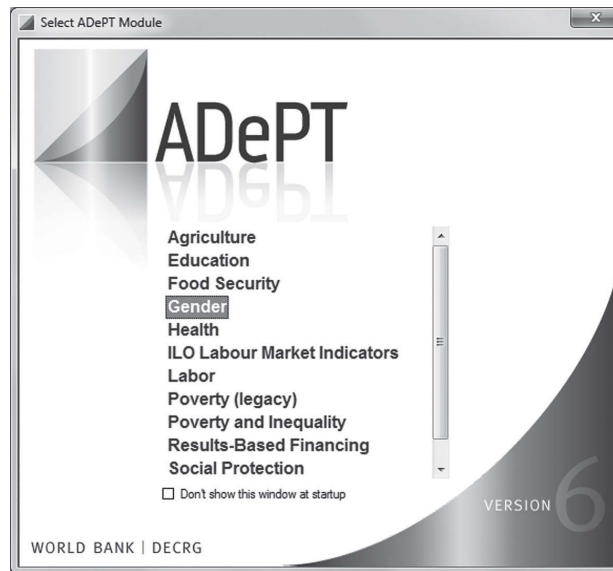 Select ADePT Module
ADePT
Agriculture
Education
Food Security
Gender
Health
ILO Labour Market Indicators
Labor
Poverty (legacy)
Poverty and Inequality
Results-Based Financing
Social Protection
Don't show this window at startup
VERSION 6
WORLD BANK | DECRG